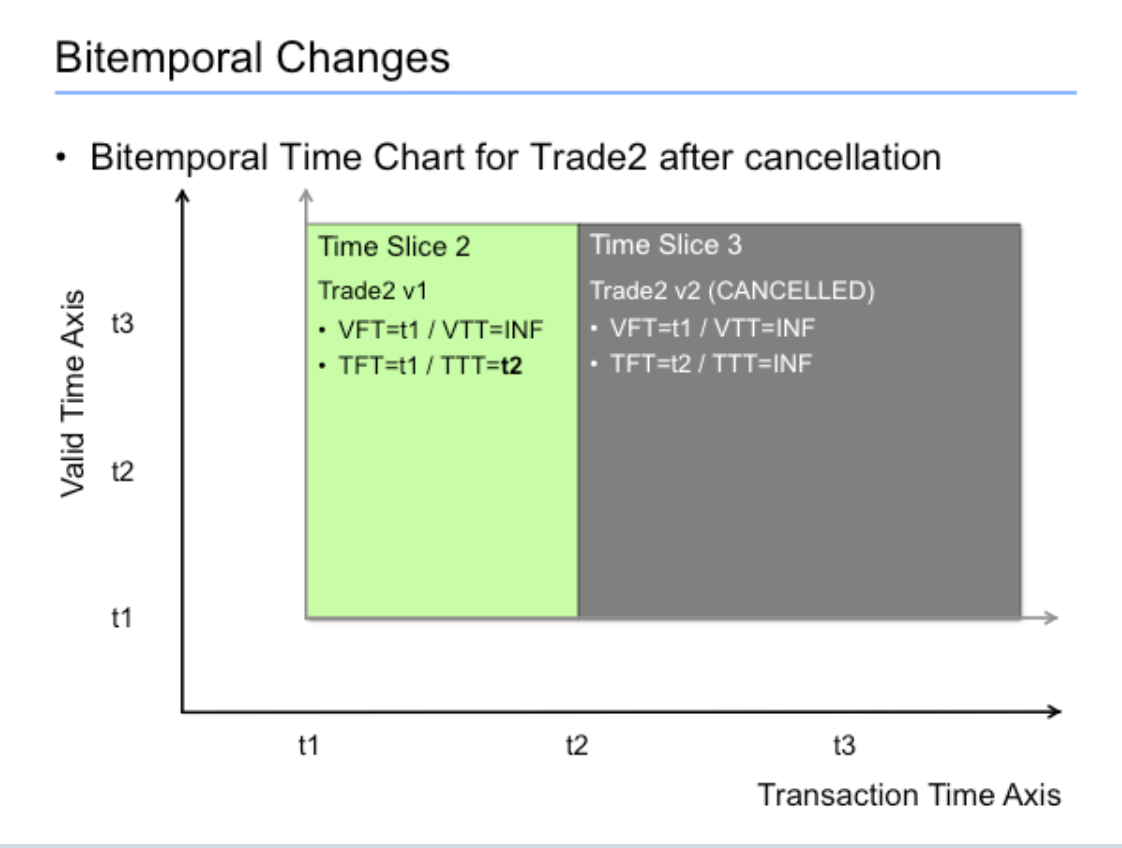 Bitemporal Changes
• Bitemporal Time Chart for Trade2 after cancellation
Valid Time Axis
t3
t2
t1
Time Slice 2
Trade2 v1
• VFT=t1 / VTT=INF
• TFT=t1 / TTT=t2
Time Slice 3
Trade2 v2 (CANCELLED)
• VFT=t1 / VTT=INF
• TFT=t2 / TTT=INF
t1
t2
t3
Transaction Time Axis